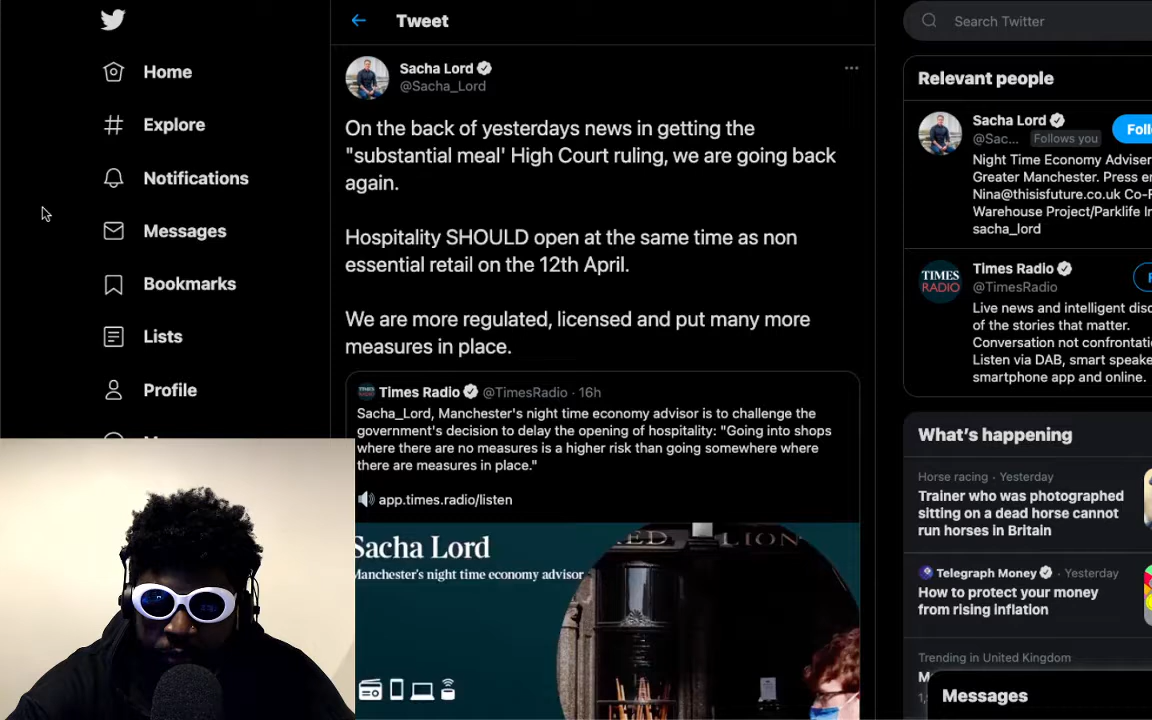 Tweet
Search Twitter
Home
Explore
Notifications
Messages
Bookmarks
Lists
Profile
Sacha Lord
@Sacha_Lord
On the back of yesterdays news in getting the
"substantial meal' High Court ruling, we are going back
again.
Hospitality SHOULD open at the same time as non
essential retail on the 12th April.
We are more regulated, licensed and put many more
measures in place.
Times Radio @TimesRadio · 16h
Sacha_Lord, Manchester's night time economy advisor is to challenge the
government's decision to delay the opening of hospitality: "Going into shops
where there are no measures is a higher risk than going somewhere where
there are measures in place."
app.times.radio/listen
Sacha Lord
Manchester's night time economy advisor
LION
Relevant people
Sacha Lord
@Sac... Follows you
Foll
Night Time Economy Adviser
Greater Manchester. Press en
Nina@thisisfuture.co.uk Co-F
Warehouse Project/Parklife In
sacha_lord
TIMES
RADIO
Times Radio
@TimesRadio
Live news and intelligent disc
of the stories that matter.
Conversation not confrontati
Listen via DAB, smart speake
smartphone app and online.
What's happening
Horse racing · Yesterday
Trainer who was photographed
sitting on a dead horse cannot
run horses in Britain
Telegraph Money · Yesterday
How to protect your money
from rising inflation
Trending in United Kingdom
Messages